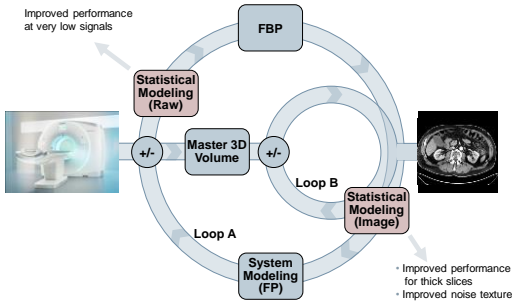 Improved performance
at very low signals
FBP
Statistical
Modeling
(Raw)
+/-
Master 3D
Volume
+/-
Loop B
Statistical
Modeling
(Image)
Loop A
System
Modeling
(FP)
• Improved performance
for thick slices
• Improved noise texture